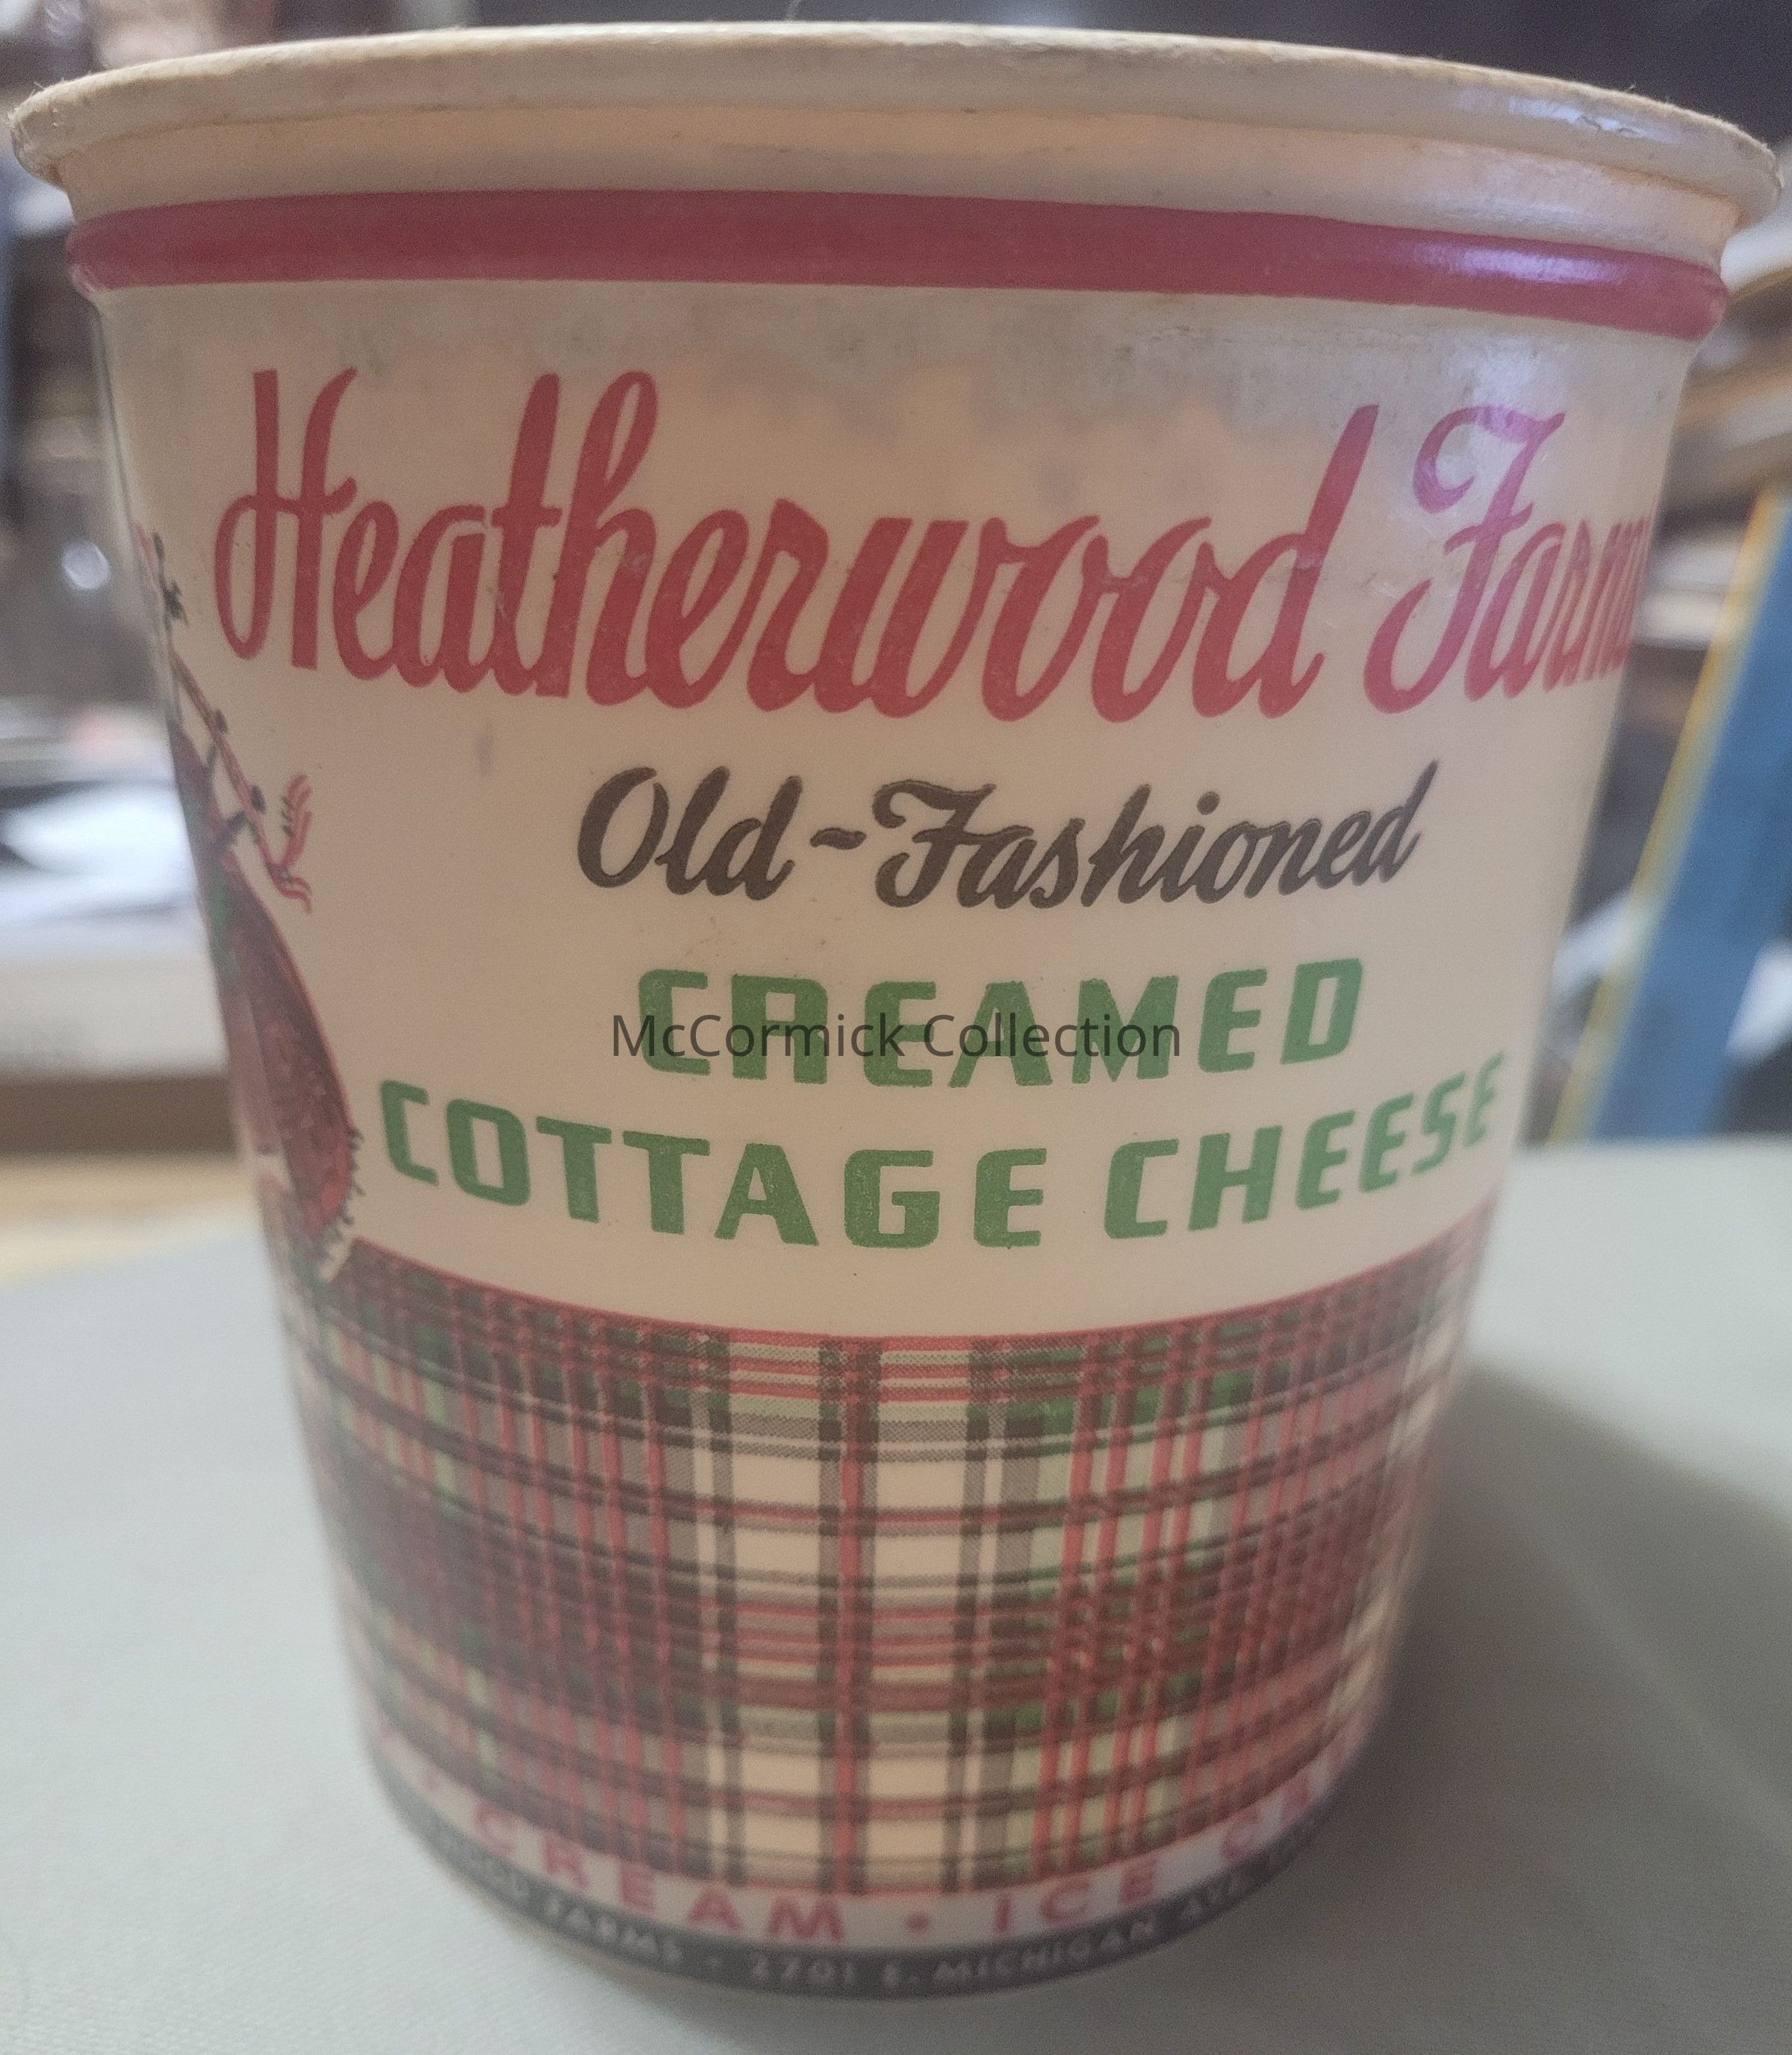 Heatherwood Farm
Old-Fashioned
CREAMED
McCormick Collection
COTTAGE CHEESE
CREAM • ICE
FARMS • 2701 E. MICHIGAN AVE.